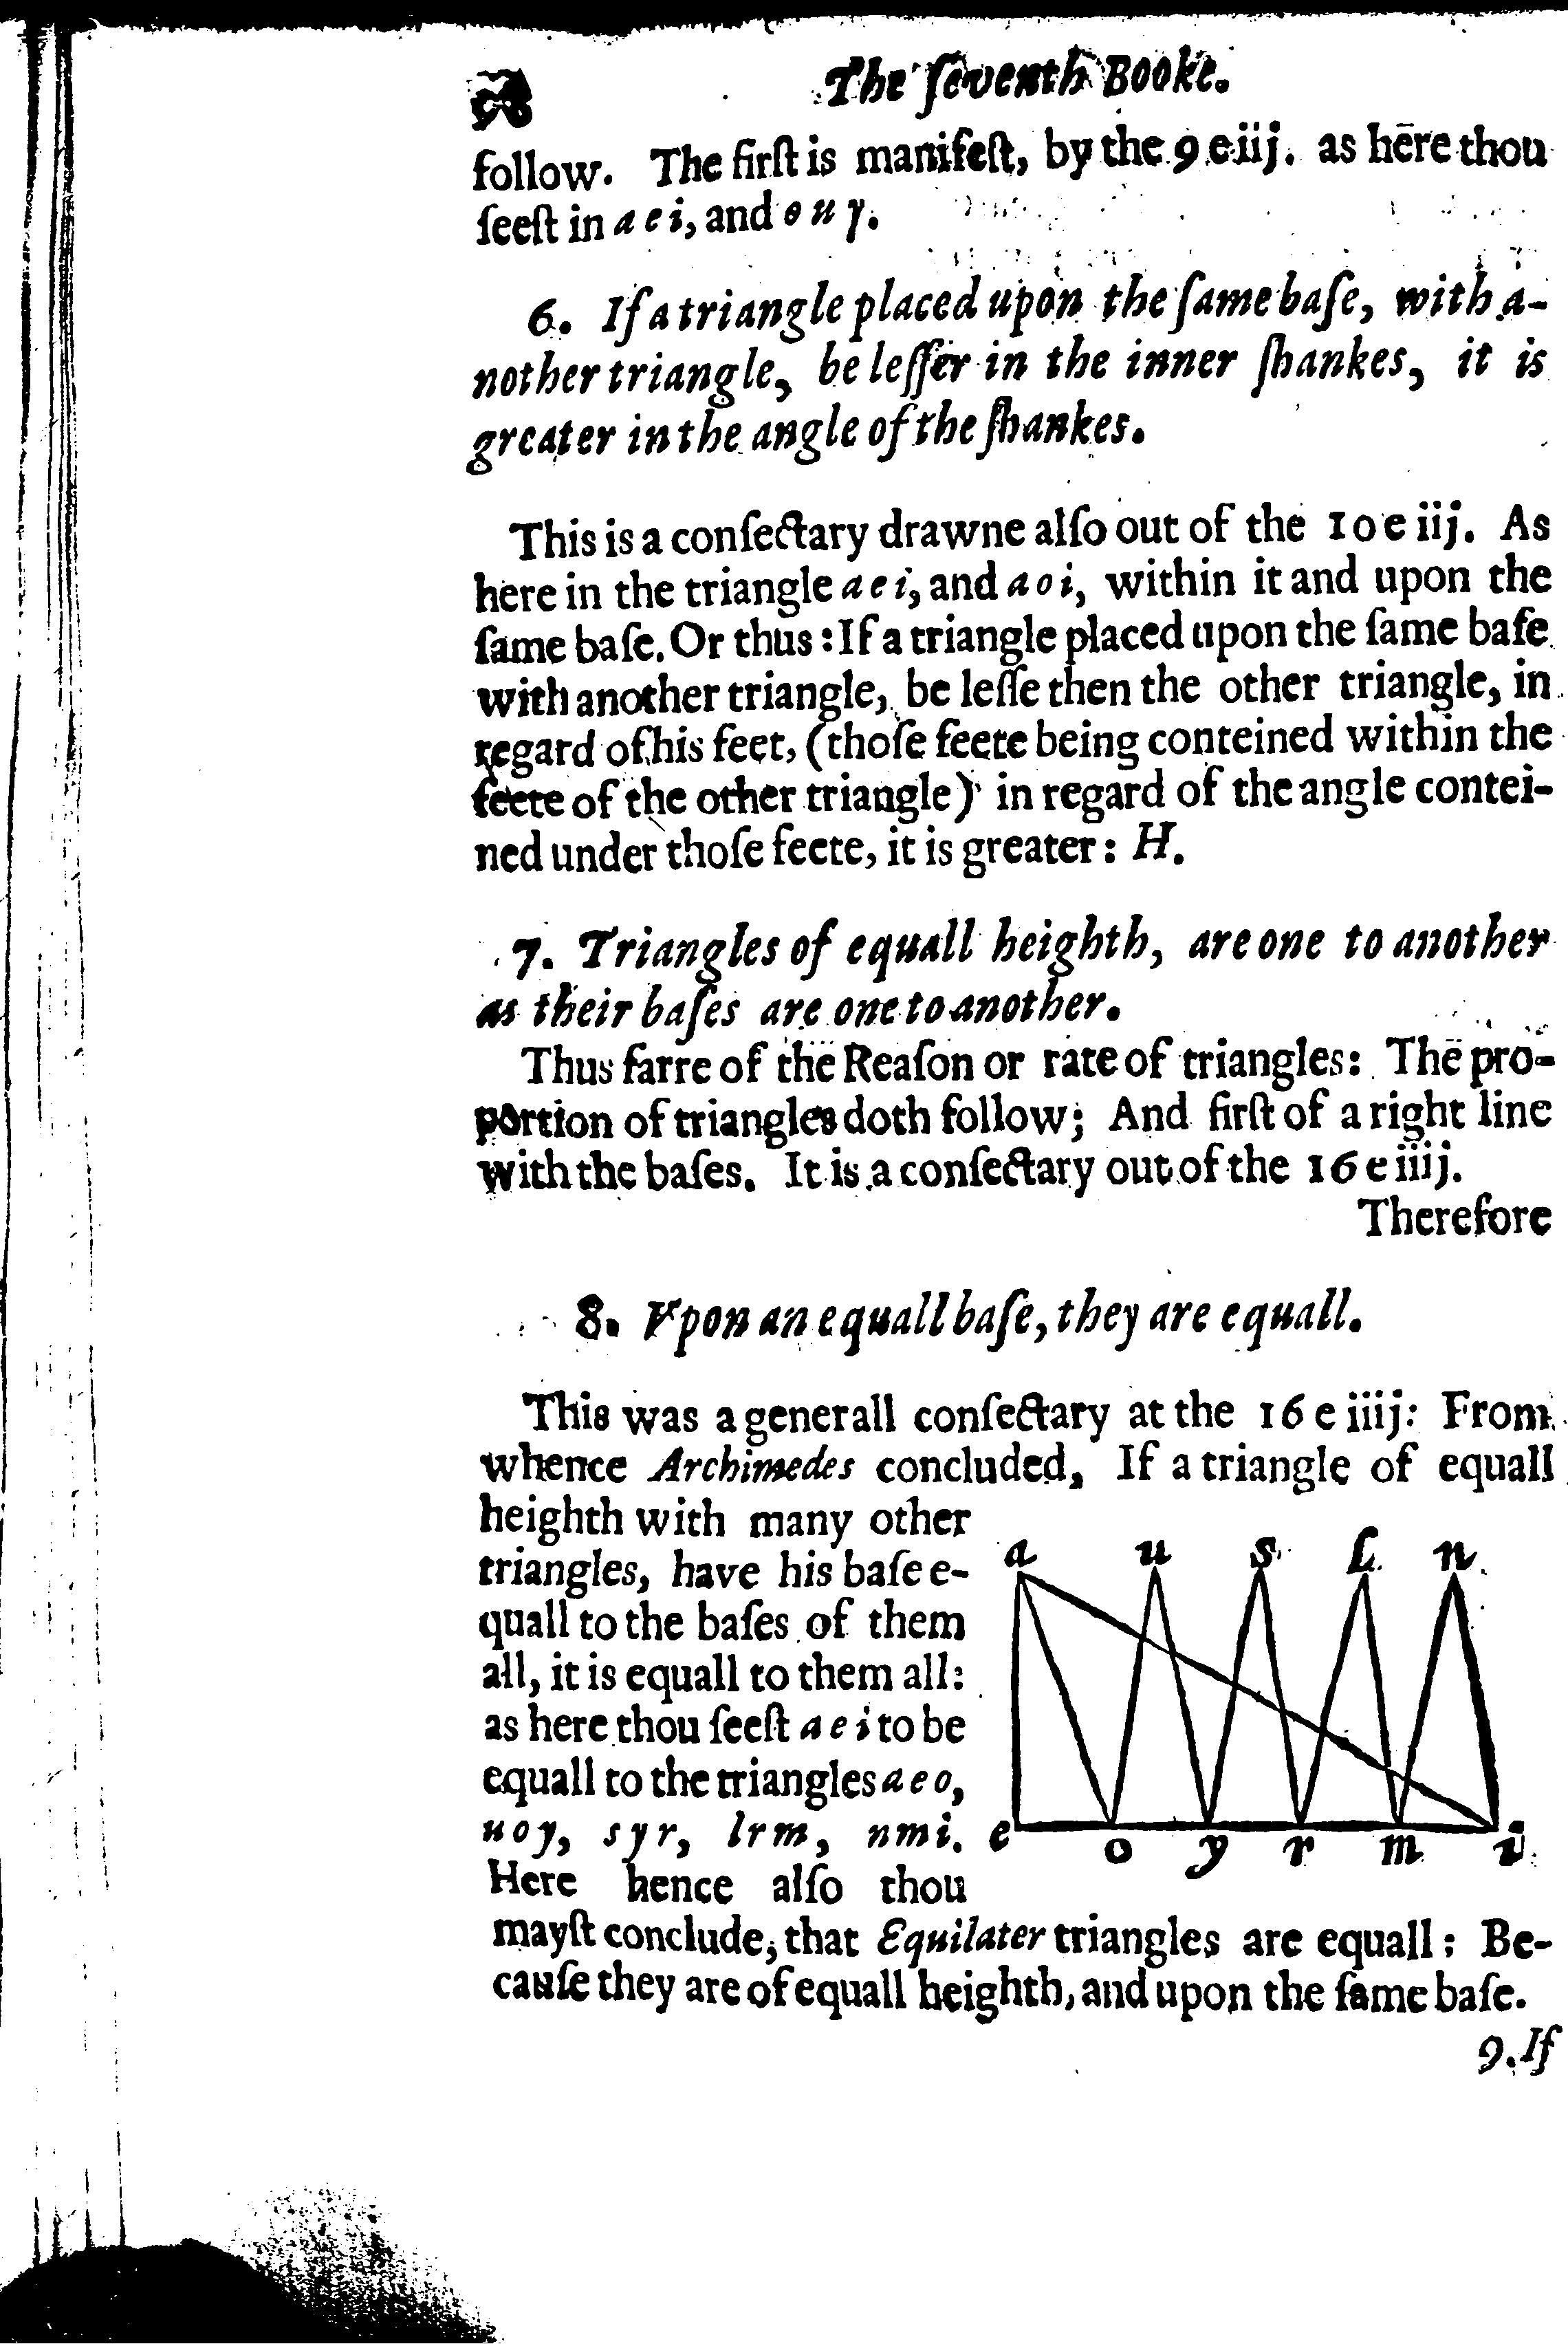 The ſeventh Booke.
follow. The firſt is manifeſt, by the 9 e iij. as here thou
ſeeſt in a e i, and o u y.
6. If a triangle placed upon the ſame baſe, with a-
nother triangle, be leſſer in the inner ſhankes, it is
greater in the angle of the ſhankes.
This is a conſectary drawne alſo out of the 10 e iij. As
here in the triangle a e i, and a o i, within it and upon the
ſame baſe. Or thus: If a triangle placed upon the ſame baſe
with another triangle, be leſſe then the other triangle, in
regard of his feet, (thoſe feete being conteined within the
feete of the other triangle) in regard of the angle contei-
ned under thoſe feete, it is greater: H.
7. Triangles of equall heighth, are one to another
as their baſes are one to another.
Thus farre of the Reaſon or rate of triangles: The pro-
portion of triangles doth follow; And firſt of a right line
with the baſes. It is a conſectary out of the 16 e iiij.
Therefore
8. Vpon an equall baſe, they are equall.
This was a generall conſectary at the 16 e iiij: From
whence Archimedes concluded, If a triangle of equall
heighth with many other
triangles, have his baſe e-
quall to the baſes of them
all, it is equall to them all:
as here thou ſeeſt a e i to be
equall to the triangles a e o,
u o y, s y r, l r m, n m i.
Here hence alſo thou
a u s L n
e o y r m i
mayſt conclude, that Equilater triangles are equall: Be-
cauſe they are of equall heighth, and upon the ſame baſe.
9. If